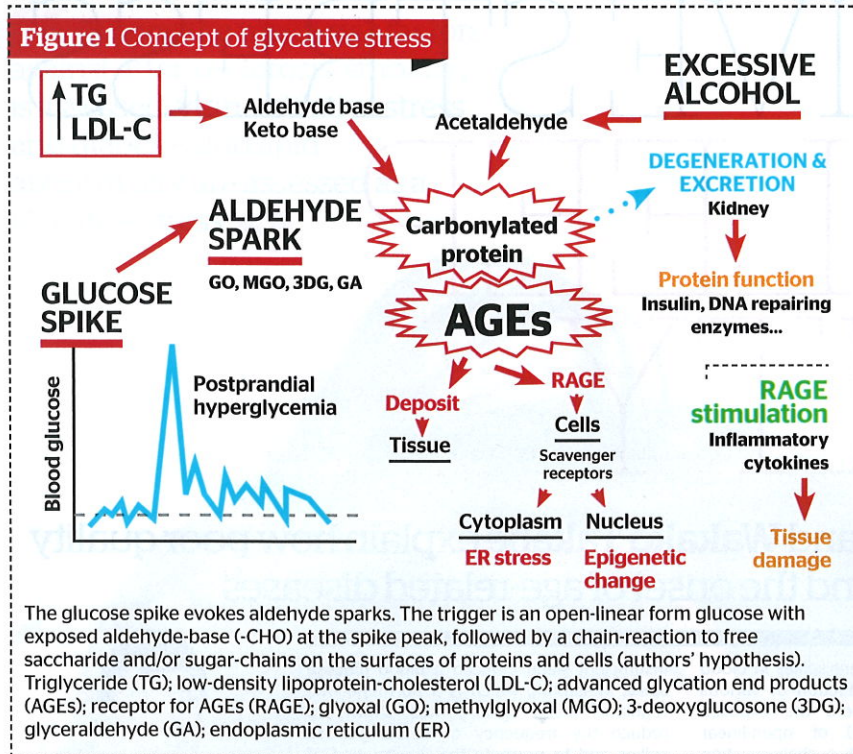 Figure 1 Concept of glycative stress
TG
LDL-C
Aldehyde base
Keto base
Acetaldehyde
EXCESSIVE
ALCOHOL
DEGENERATION &
EXCRETION
Kidney
Protein function
Insulin, DNA repairing
enzymes...
ALDEHYDE
SPARK
GO, MGO, 3DG, GA
Carbonylated
protein
AGEs
GLUCOSE
SPIKE
Postprandial
hyperglycemia
Blood glucose
Deposit
Tissue
RAGE
Cells
Scavenger
receptors
Cytoplasm
ER stress
Nucleus
Epigenetic
change
RAGE
stimulation
Inflammatory
cytokines
Tissue
damage
The glucose spike evokes aldehyde sparks. The trigger is an open-linear form glucose with
exposed aldehyde-base (-CHO) at the spike peak, followed by a chain-reaction to free
saccharide and/or sugar-chains on the surfaces of proteins and cells (authors' hypothesis).
Triglyceride (TG); low-density lipoprotein-cholesterol (LDL-C); advanced glycation end products
(AGEs); receptor for AGEs (RAGE); glyoxal (GO); methylglyoxal (MGO); 3-deoxyglucosone (3DG);
glyceraldehyde (GA); endoplasmic reticulum (ER)